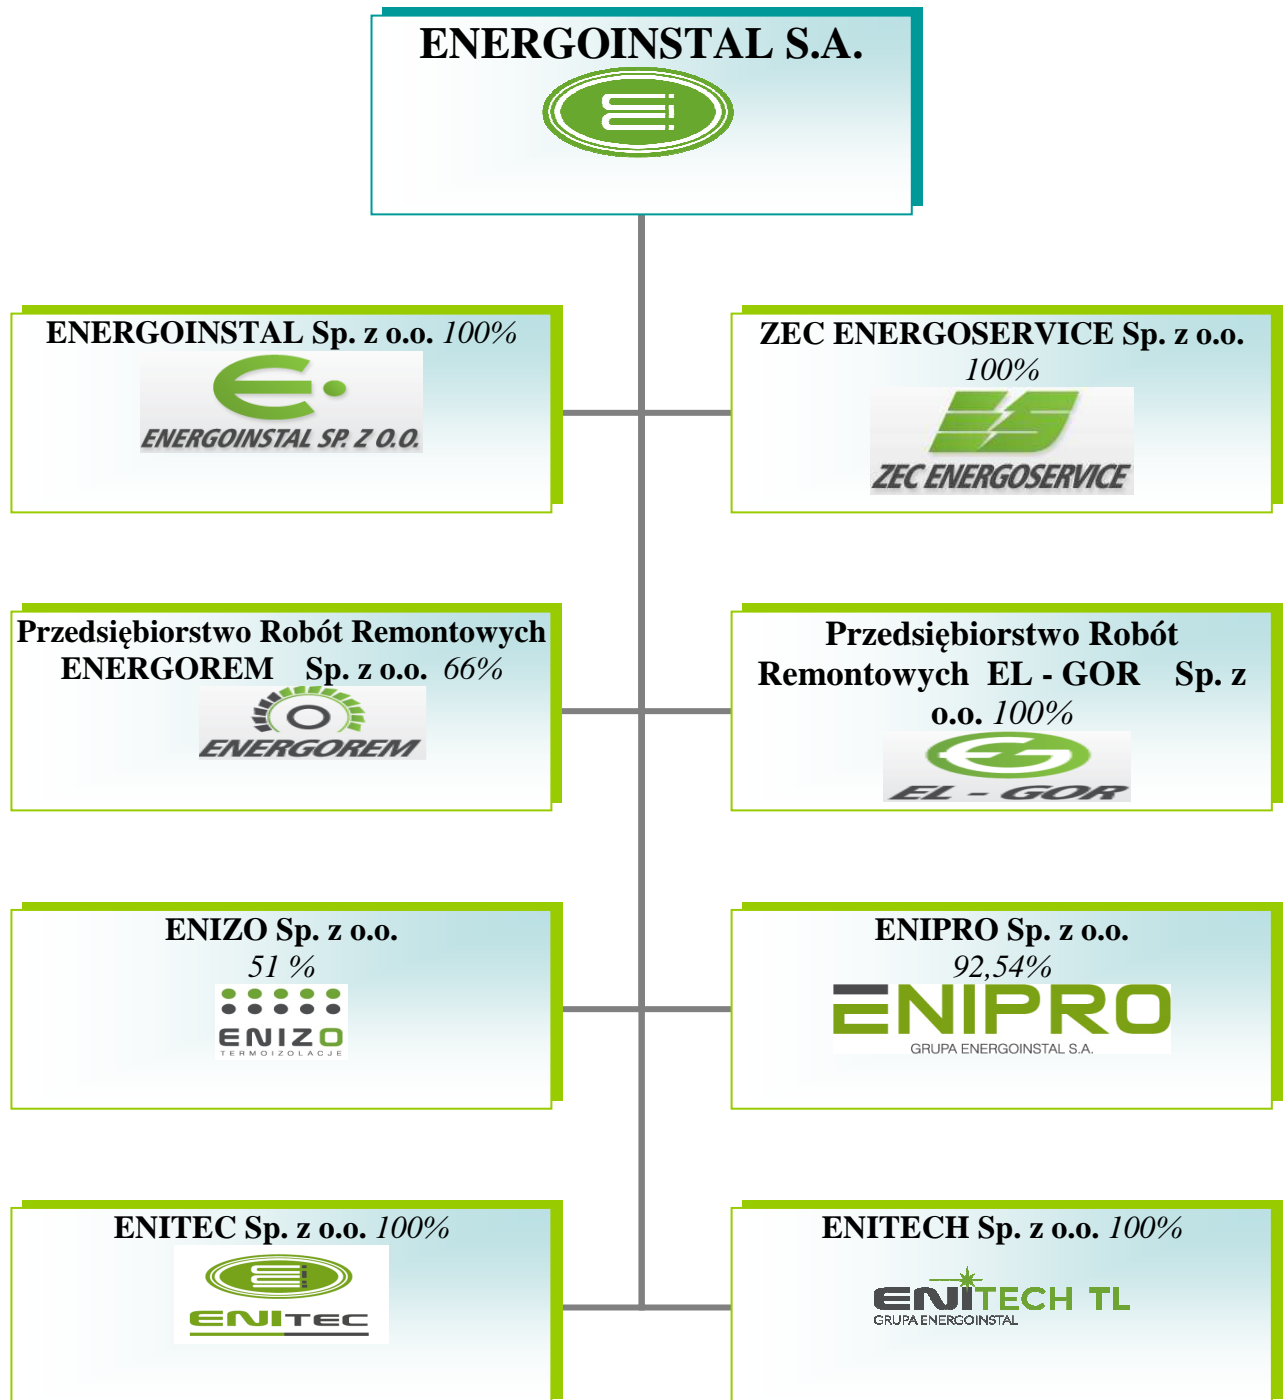 ENERGOINSTAL S.A.
ENERGOINSTAL Sp. z o.o. 100%
ENERGOINSTAL SP. Z O.O.
ZEC ENERGOSERVICE Sp. z o.o.
100%
ZEC ENERGOSERVICE
Przedsiębiorstwo Robót Remontowych
ENERGOREM Sp. z o.o. 66%
ENERGOREM
Przedsiębiorstwo Robót
Remontowych EL - GOR Sp. z
o.o. 100%
EL - GOR
ENIZO Sp. z o.o.
51 %
ENIZO
TERMOIZOLACJE
ENIPRO Sp. z o.o.
92,54%
ENIPRO
GRUPA ENERGOINSTAL S.A.
ENITEC Sp. z o.o. 100%
ENITEC
ENITECH Sp. z o.o. 100%
ENITECH TL
GRUPA ENERGOINSTAL